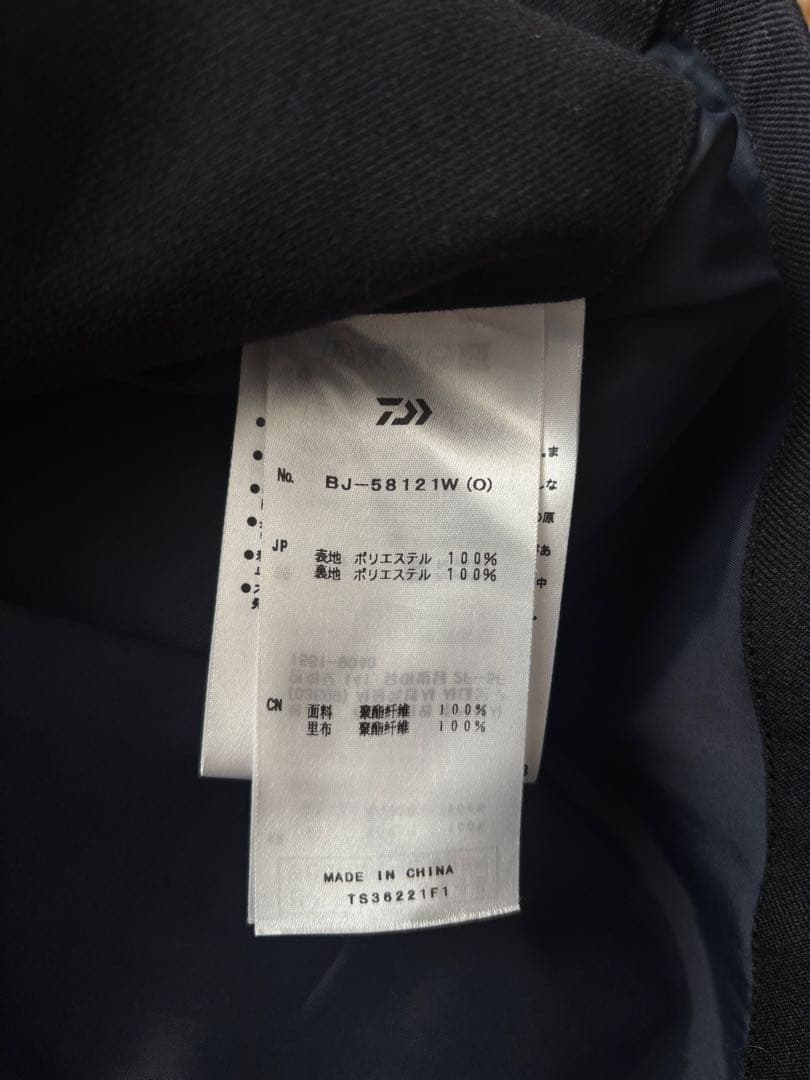 No. BJ-58121W(O)
JP
表地 ポリエステル 100%
裏地 ポリエステル 100%
CN
面料 聚酯纤维 100%
里布 聚酯纤维 100%
MADE IN CHINA
TS36221F1